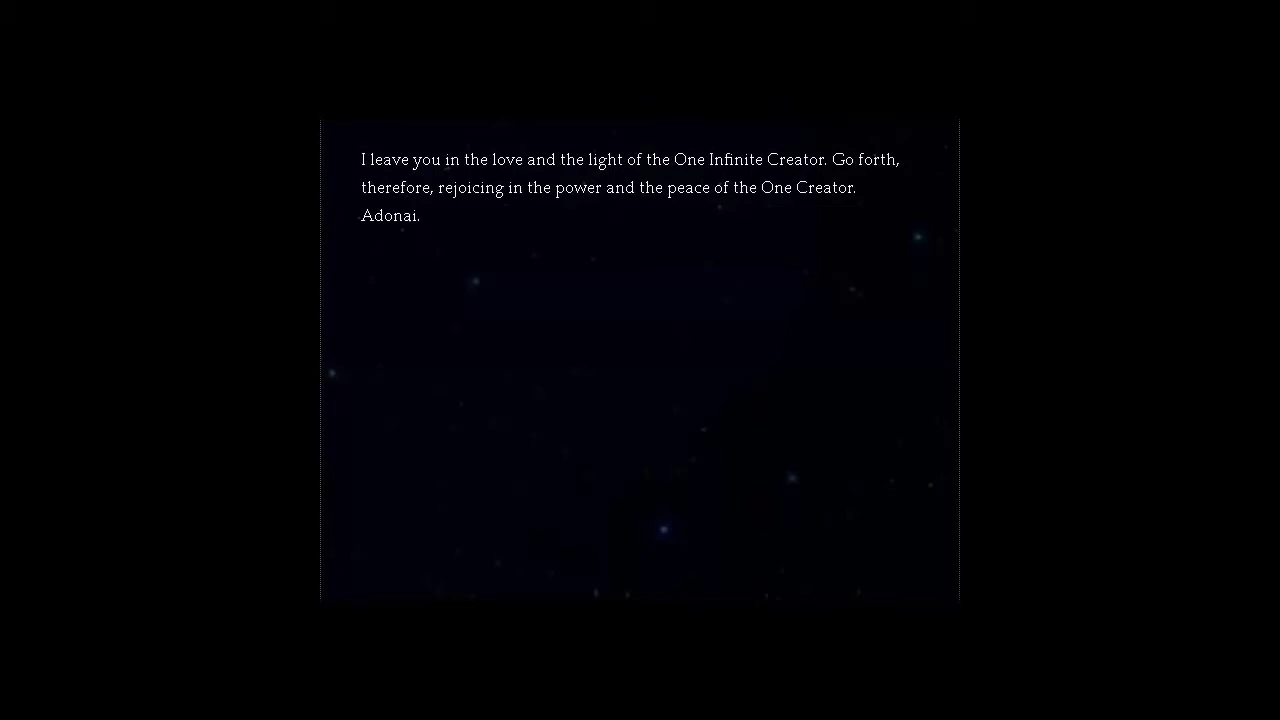 I leave you in the love and the light of the One Infinite Creator. Go forth,
therefore, rejoicing in the power and the peace of the One Creator.
Adonai.